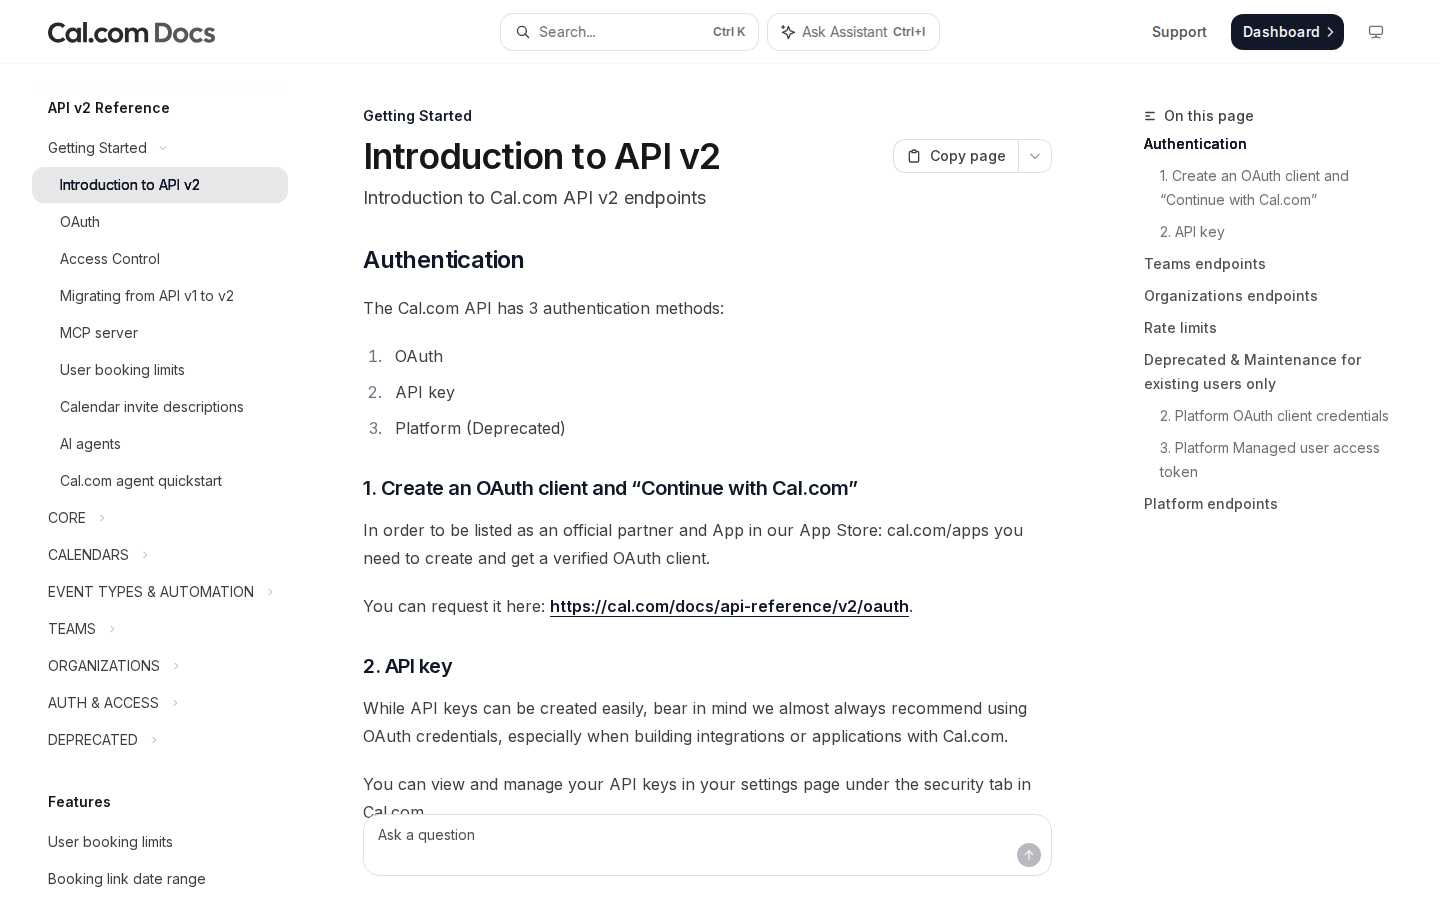 Cal.com Docs
Search...
Ctrl K
Ask Assistant
Ctrl+I
Support
Dashboard
API v2 Reference
Getting Started
Introduction to API v2
OAuth
Access Control
Migrating from API v1 to v2
MCP server
User booking limits
Calendar invite descriptions
AI agents
Cal.com agent quickstart
CORE
CALENDARS
EVENT TYPES & AUTOMATION
TEAMS
ORGANIZATIONS
AUTH & ACCESS
DEPRECATED
Features
User booking limits
Booking link date range
Getting Started
Introduction to API v2
Copy page
Introduction to Cal.com API v2 endpoints
Authentication
The Cal.com API has 3 authentication methods:
1. OAuth
2. API key
3. Platform (Deprecated)
1. Create an OAuth client and “Continue with Cal.com”
In order to be listed as an official partner and App in our App Store: cal.com/apps you
need to create and get a verified OAuth client.
You can request it here: https://cal.com/docs/api-reference/v2/oauth.
2. API key
While API keys can be created easily, bear in mind we almost always recommend using
OAuth credentials, especially when building integrations or applications with Cal.com.
You can view and manage your API keys in your settings page under the security tab in
Cal.com.
Ask a question
On this page
Authentication
1. Create an OAuth client and
“Continue with Cal.com”
2. API key
Teams endpoints
Organizations endpoints
Rate limits
Deprecated & Maintenance for
existing users only
2. Platform OAuth client credentials
3. Platform Managed user access
token
Platform endpoints